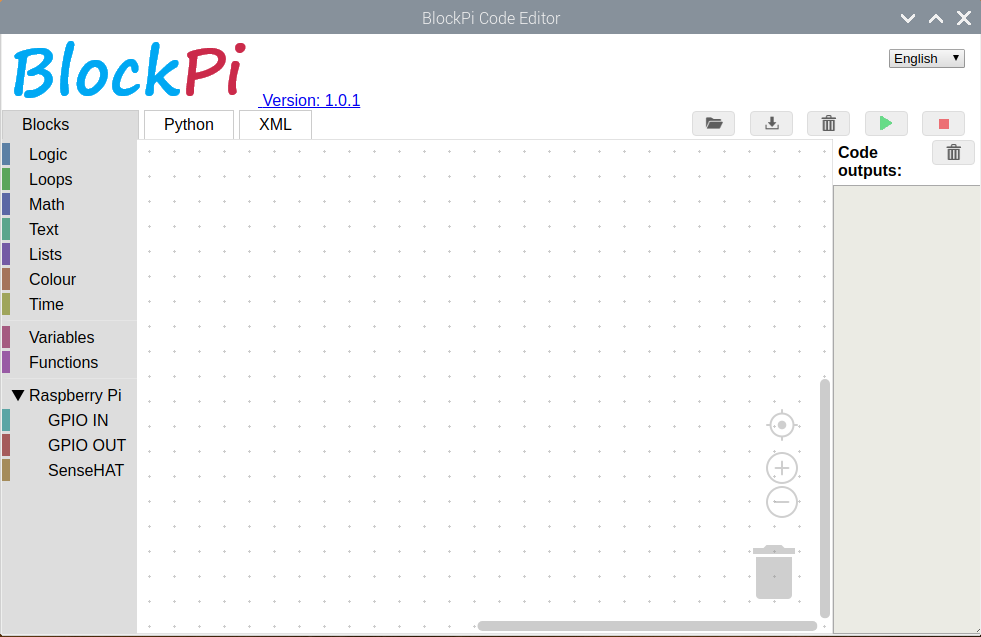 BlockPi Code Editor
BlockPi
Version: 1.0.1
English
Blocks
Python
XML
Logic
Loops
Math
Text
Lists
Colour
Time
Variables
Functions
Raspberry Pi
GPIO IN
GPIO OUT
SenseHAT
Code
outputs: